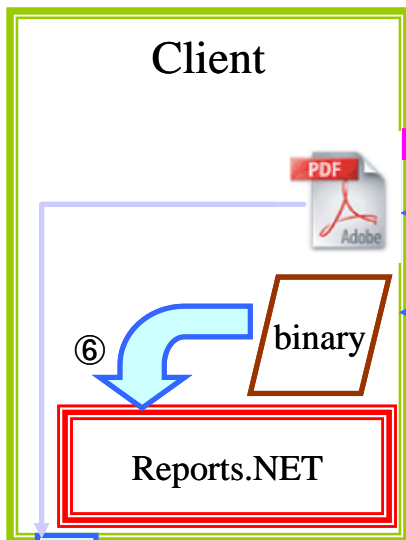 Client
PDF
Adobe
binary
⑥
Reports.NET